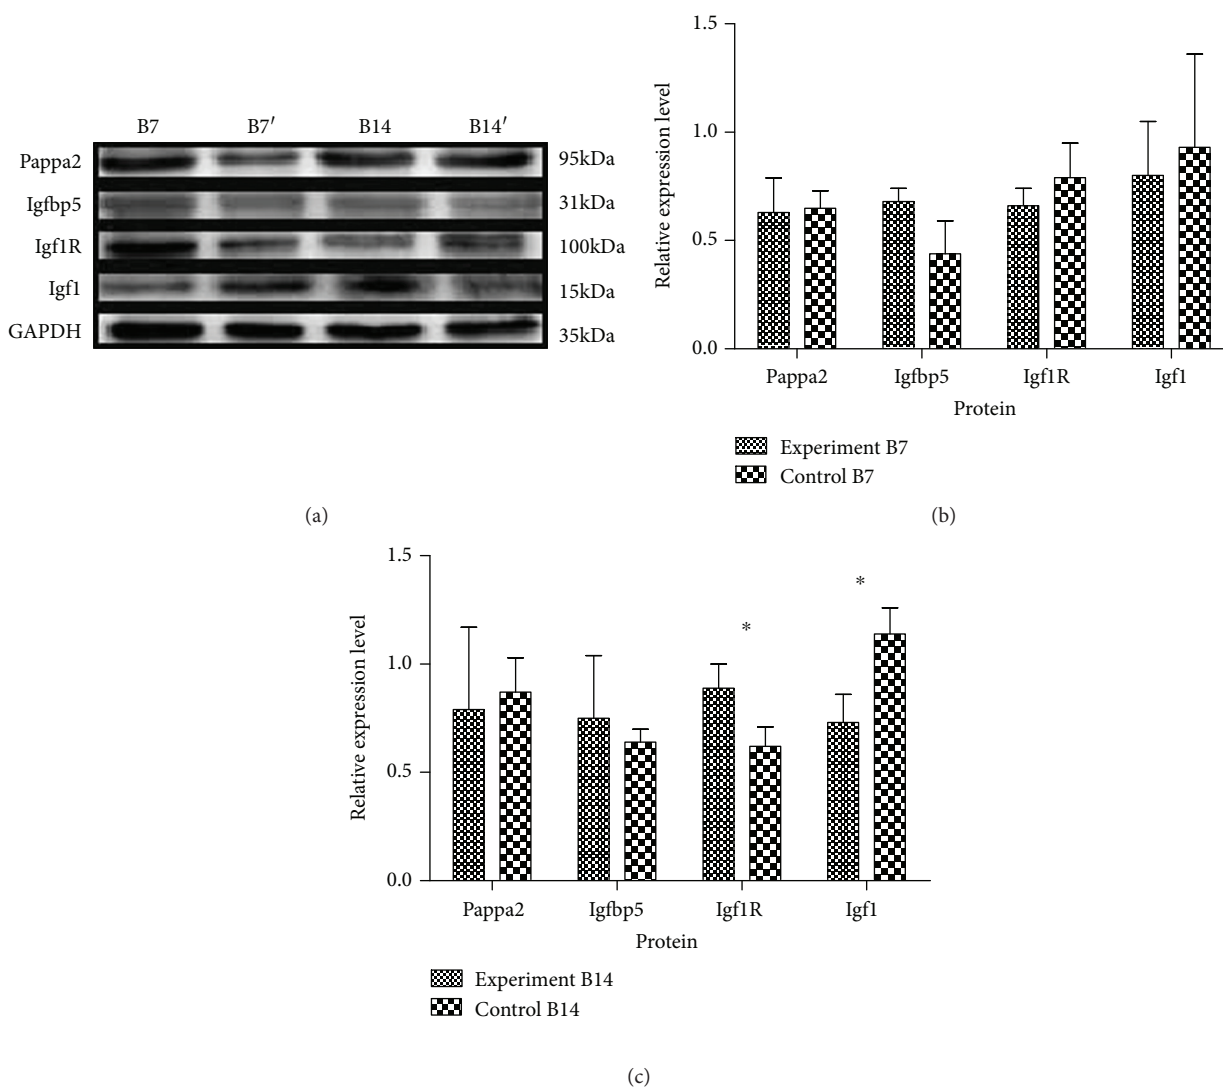 B7 B7′ B14 B14′
Pappa2 95kDa
Igfbp5 31kDa
Igf1R 100kDa
Igf1 15kDa
GAPDH 35kDa
(a)
1.5
1.0
0.5
0.0
Relative expression level
Pappa2 Igfbp5 Igf1R Igf1
Protein
Experiment B7
Control B7
(b)
1.5
1.0
0.5
0.0
Relative expression level
*
*
Pappa2 Igfbp5 Igf1R Igf1
Protein
Experiment B14
Control B14
(c)